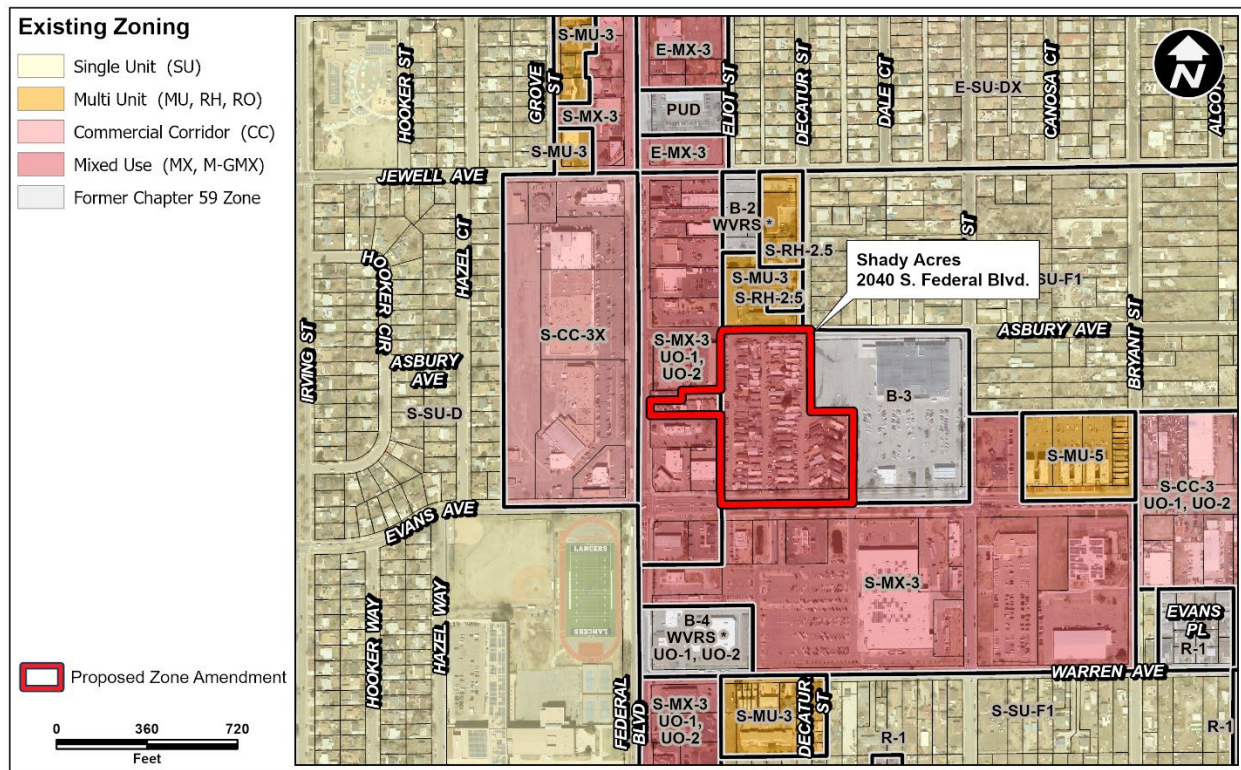 Existing Zoning
Single Unit (SU)
Multi Unit (MU, RH, RO)
Commercial Corridor (CC)
Mixed Use (MX, M-GMX)
Former Chapter 59 Zone
Proposed Zone Amendment
0 360 720
Feet
N
HOOKER ST
GROVE ST
S-MU-3
E-MX-3
ELIOT ST
DECATUR ST
DALE CT
E-SU-DX
CANOSA CT
PUD
S-MX-3
S-MU-3
E-MX-3
JEWELL AVE
HAZEL CT
HOOKER CIR
IRVING ST
ASBURY AVE
S-SU-D
S-CC-3X
B-2
WVRS *
S-RH-2.5
S-MU-3
S-RH-2.5
Shady Acres
2040 S. Federal Blvd.
ST
SU-F1
ASBURY AVE
BRYANT ST
S-MX-3
UO-1,
UO-2
B-3
S-MU-5
S-CC-3
UO-1, UO-2
EVANS AVE
LANCERS
LANCERS
S-MX-3
HOOKER WAY
HAZEL WAY
B-4
WVRS *
UO-1, UO-2
EVANS PL
R-1
WARREN AVE
FEDERAL BLVD
S-MX-3
UO-1,
UO-2
S-MU-3
DECATUR ST
S-SU-F1
R-1
R-1